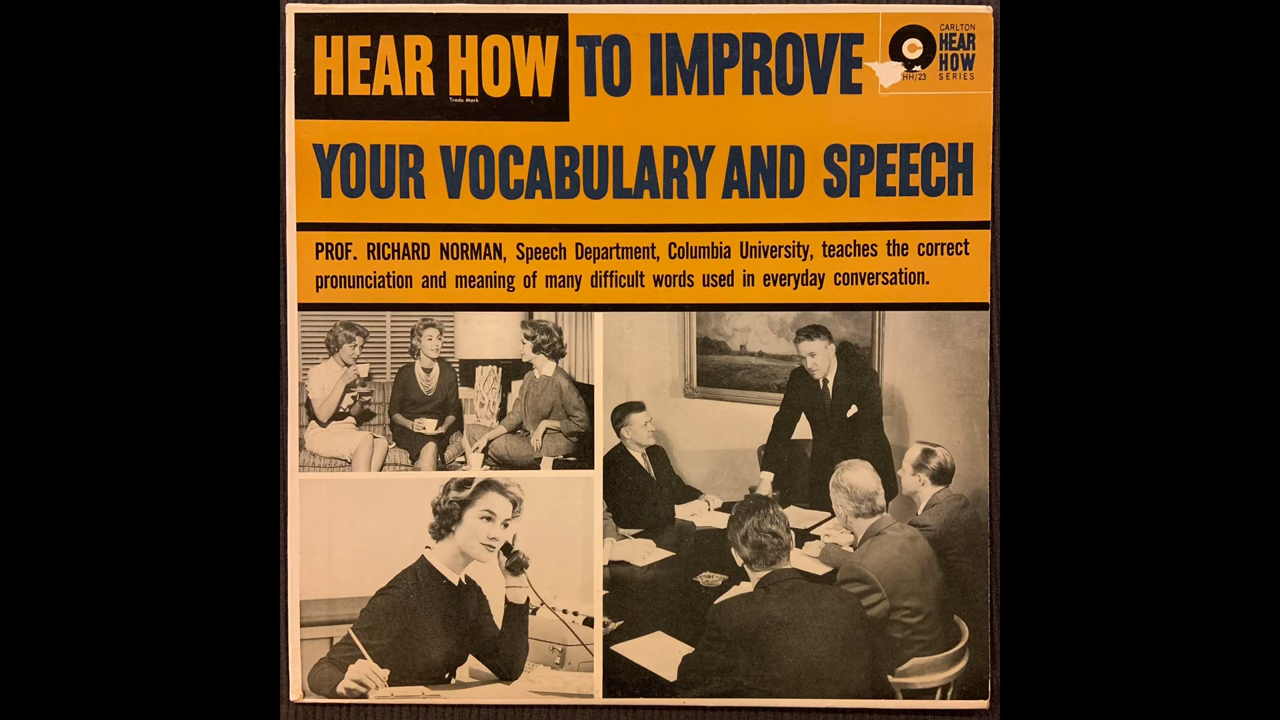 HEAR HOW TO IMPROVE
Trade Mark
CARLTON
HEAR
HOW
SERIES
HH/23
YOUR VOCABULARY AND SPEECH
PROF. RICHARD NORMAN, Speech Department, Columbia University, teaches the correct
pronunciation and meaning of many difficult words used in everyday conversation.